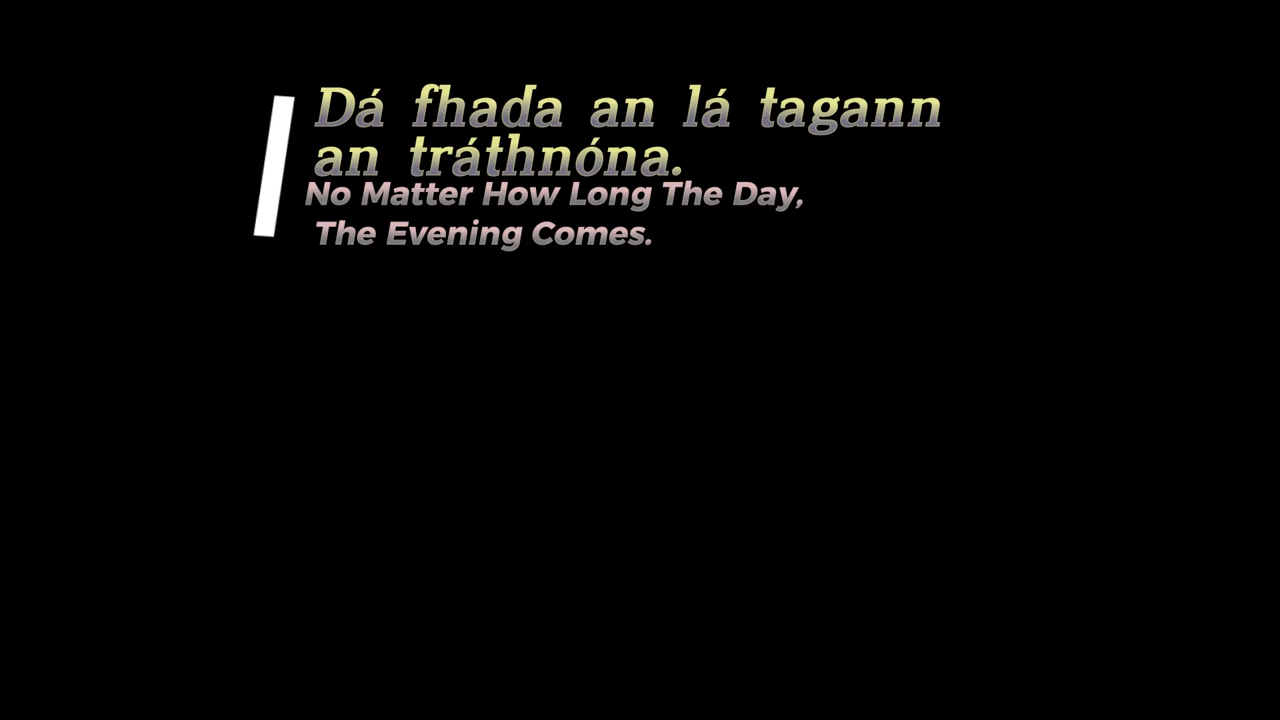 Dá fhada an lá tagann
an tráthnóna.
No Matter How Long The Day,
The Evening Comes.